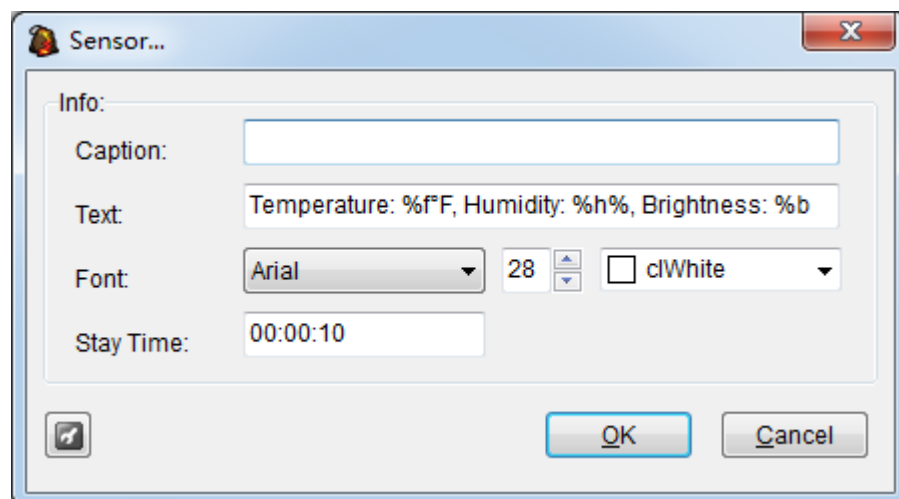 Sensor...
Info:
Caption:
Text: Temperature: %f°F, Humidity: %h%, Brightness: %b
Font: Arial 28 clWhite
Stay Time: 00:00:10
OK Cancel